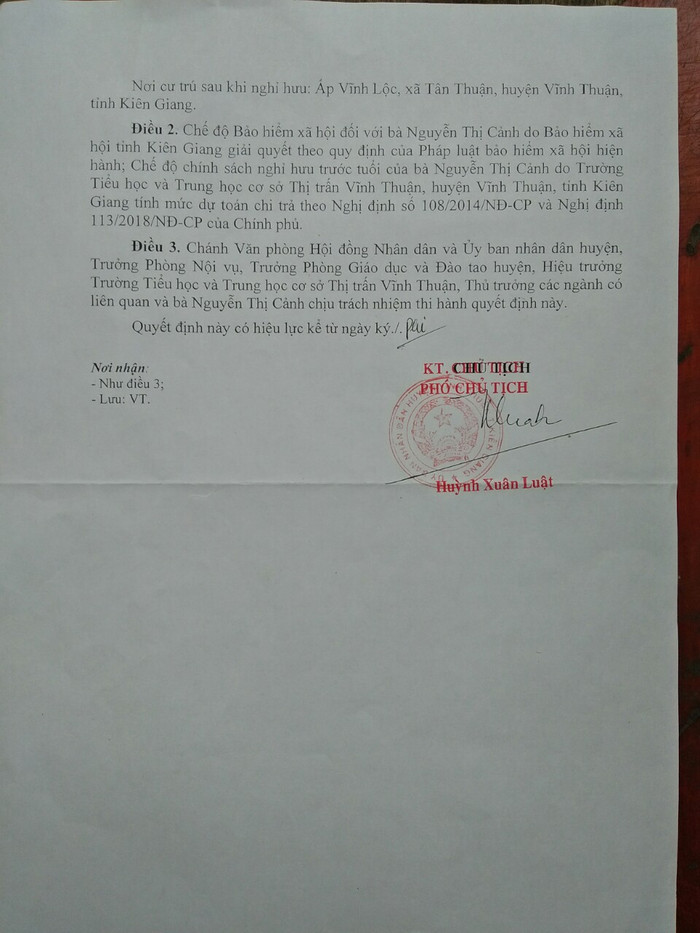 Nơi cư trú sau khi nghỉ hưu: Ấp Vĩnh Lộc, xã Tân Thuận, huyện Vĩnh Thuận,
tỉnh Kiên Giang.
Điều 2. Chế độ Bảo hiểm xã hội đối với bà Nguyễn Thị Cảnh do Bảo hiểm xã
hội tỉnh Kiên Giang giải quyết theo quy định của Pháp luật bảo hiểm xã hội hiện
hành; Chế độ chính sách nghỉ hưu trước tuổi của bà Nguyễn Thị Cảnh do Trường
Tiểu học và Trung học cơ sở Thị trấn Vĩnh Thuận, huyện Vĩnh Thuận, tỉnh Kiên
Giang tính mức dự toán chi trả theo Nghị định số 108/2014/NĐ-CP và Nghị định
113/2018/NĐ-CP của Chính phủ.
Điều 3. Chánh Văn phòng Hội đồng Nhân dân và Ủy ban nhân dân huyện,
Trưởng Phòng Nội vụ, Trưởng Phòng Giáo dục và Đào tao huyện, Hiệu trưởng
Trường Tiểu học và Trung học cơ sở Thị trấn Vĩnh Thuận, Thủ trưởng các ngành có
liên quan và bà Nguyễn Thị Cảnh chịu trách nhiệm thi hành quyết định này.
Quyết định này có hiệu lực kể từ ngày ký./.
Nơi nhận:
- Như điều 3;
- Lưu: VT.
KT. CHỦ TỊCH
PHÓ CHỦ TỊCH
Huỳnh Xuân Luật